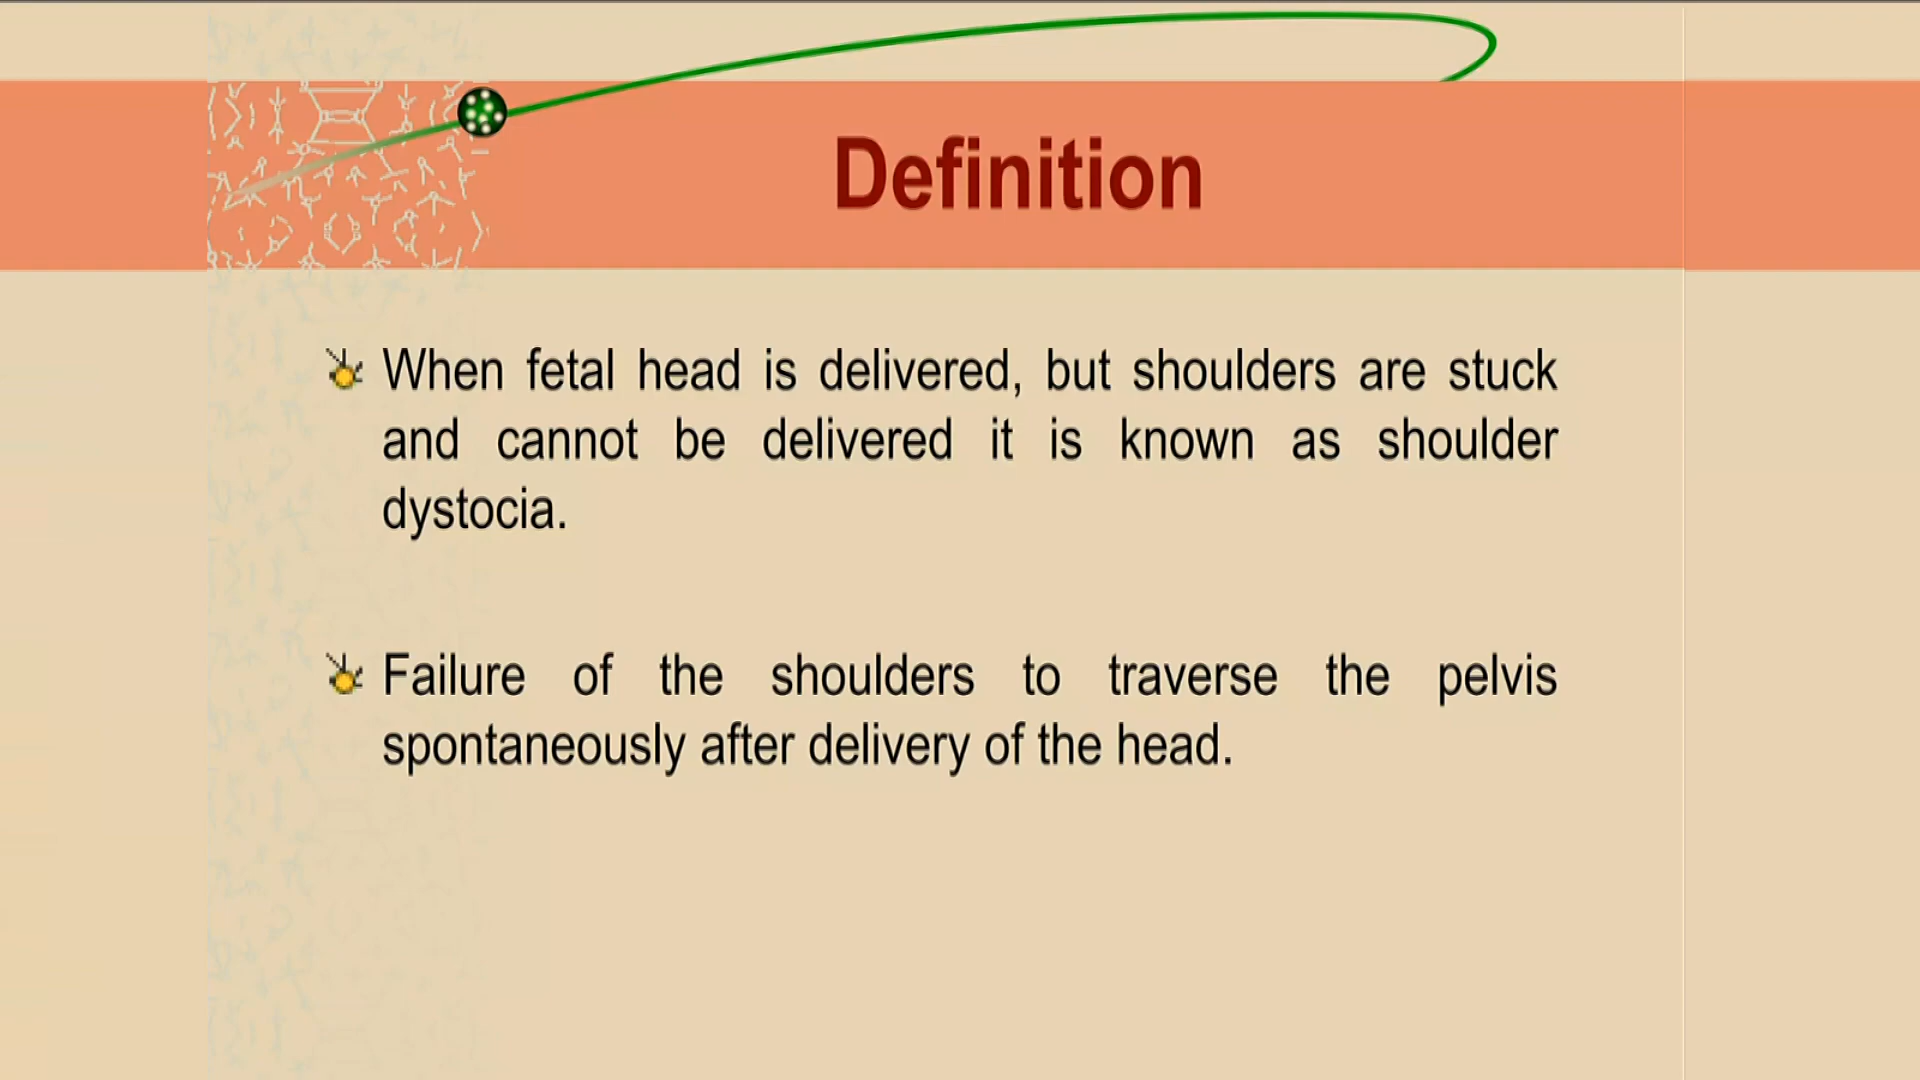 Definition
When fetal head is delivered, but shoulders are stuck
and cannot be delivered it is known as shoulder
dystocia.
Failure of the shoulders to traverse the pelvis
spontaneously after delivery of the head.